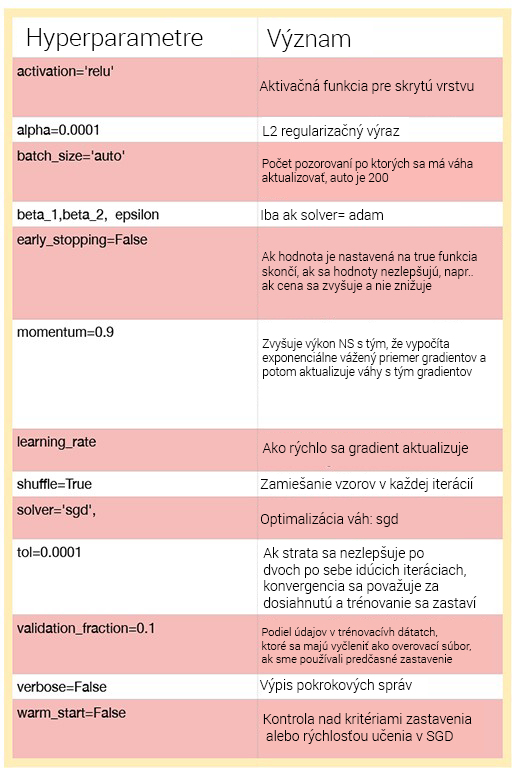 Hyperparametre Význam
activation='relu'
Aktivačná funkcia pre skrytú vrstvu
alpha=0.0001
L2 regularizačný výraz
batch_size='auto'
Počet pozorovaní po ktorých sa má váha
aktualizovať, auto je 200
beta_1,beta_2, epsilon
Iba ak solver= adam
early_stopping=False
Ak hodnota je nastavená na true funkcia
skončí, ak sa hodnoty nezlepšujú, napr..
ak cena sa zvyšuje a nie znižuje
momentum=0.9
Zvyšuje výkon NS s tým, že vypočíta
exponenciálne vážený priemer gradientov a
potom aktualizuje váhy s tým gradientov
learning_rate
Ako rýchlo sa gradient aktualizuje
shuffle=True
Zamiešanie vzorov v každej iterácií
solver='sgd',
Optimalizácia váh: sgd
tol=0.0001
Ak strata sa nezlepšuje po
dvoch po sebe idúcich iteráciach,
konvergencia sa považuje za
dosiahnutú a trénovanie sa zastaví
validation_fraction=0.1
Podiel údajov v trénovacívh dátatch,
ktoré sa majú vyčleniť ako overovací súbor,
ak sme používali predčasné zastavenie
verbose=False
Výpis pokrokových správ
warm_start=False
Kontrola nad kritériami zastavenia
alebo rýchlosťou učenia v SGD